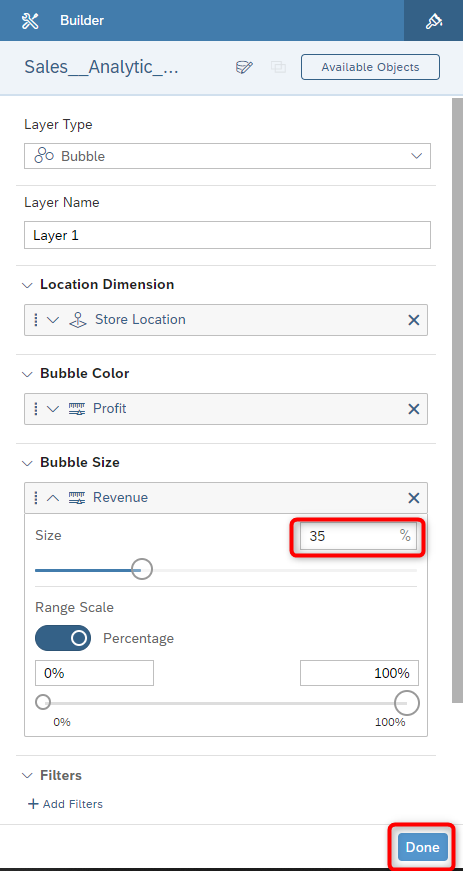 Builder
Sales__Analytic_...
Available Objects
Layer Type
Bubble
Layer Name
Layer 1
Location Dimension
Store Location
Bubble Color
Profit
Bubble Size
Revenue
Size
35 %
Range Scale
Percentage
0% 100%
0% 100%
Filters
+ Add Filters
Done